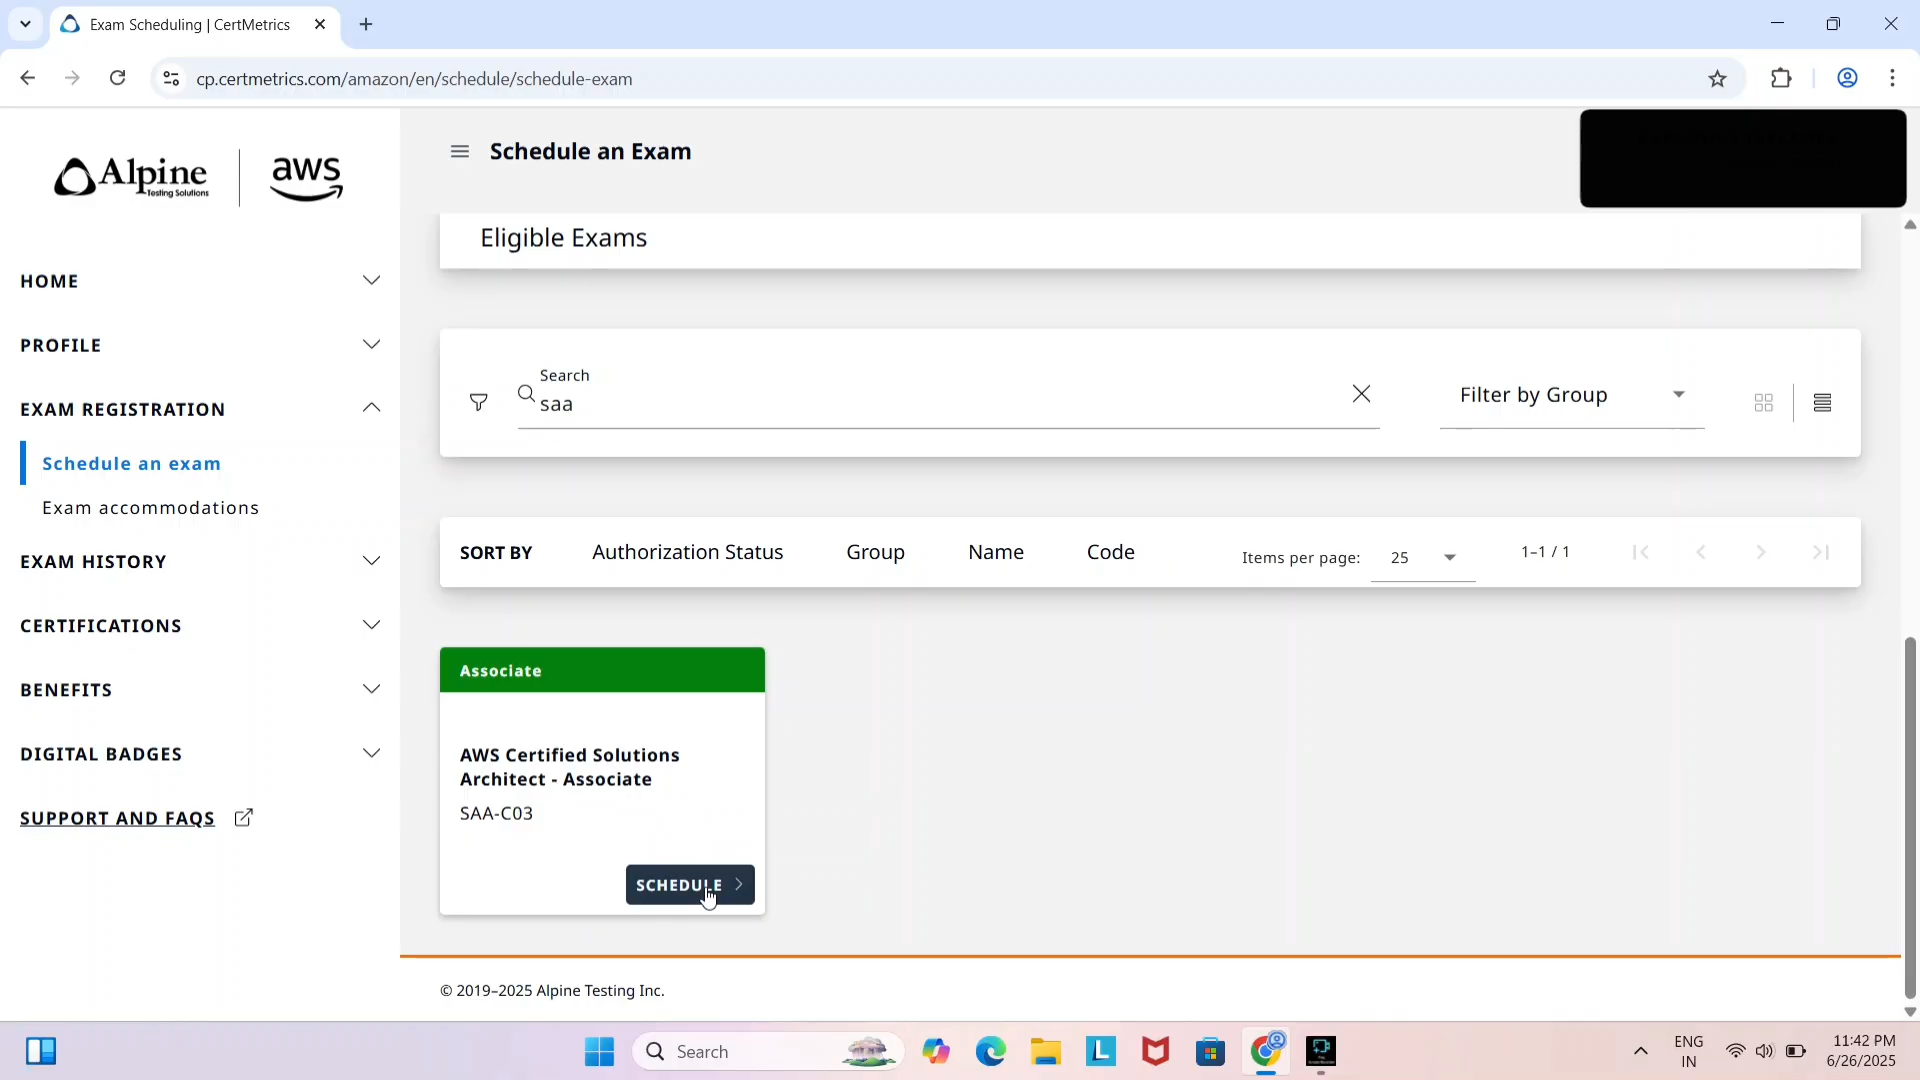 Exam Scheduling | CertMetrics
cp.certmetrics.com/amazon/en/schedule/schedule-exam
Alpine
Testing Solutions
aws
Schedule an Exam
HOME
PROFILE
EXAM REGISTRATION
Schedule an exam
Exam accommodations
EXAM HISTORY
CERTIFICATIONS
BENEFITS
DIGITAL BADGES
SUPPORT AND FAQS
Eligible Exams
Search
saa
Filter by Group
SORT BY Authorization Status Group Name Code Items per page: 25 1–1 / 1
Associate
AWS Certified Solutions
Architect - Associate
SAA-C03
SCHEDULE
© 2019–2025 Alpine Testing Inc.
Search
L
ENG
IN
11:42 PM
6/26/2025